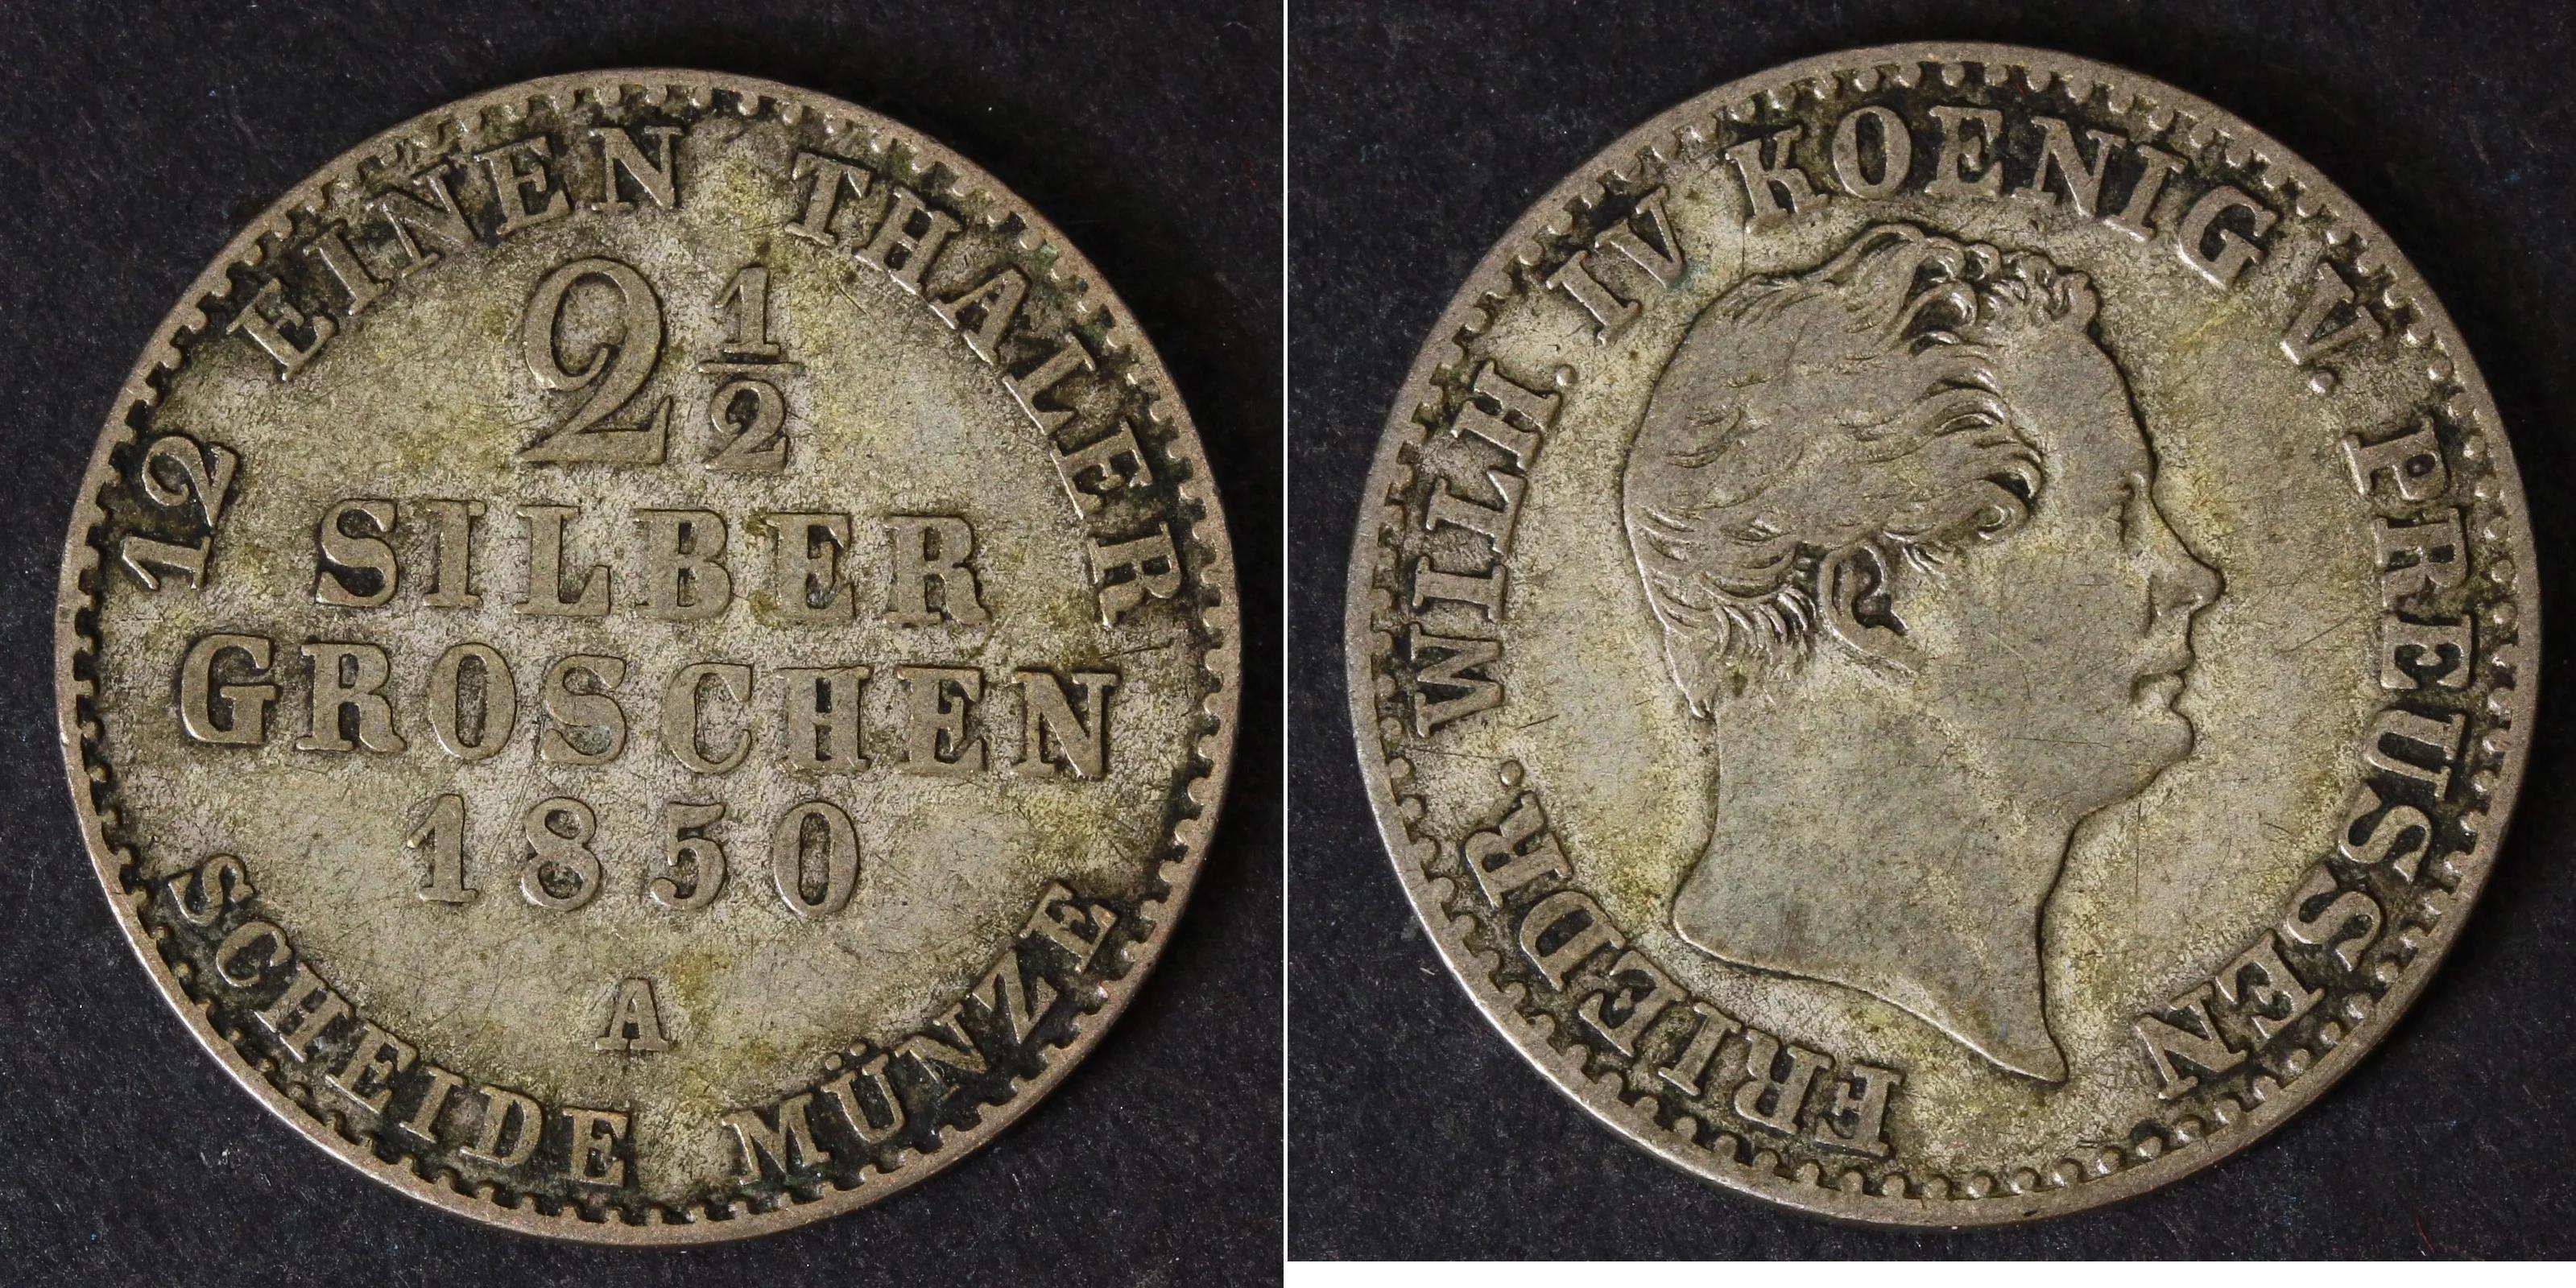 12 EINEN THALER
2 1/2
SILBER
GROSCHEN
1850
A
SCHEIDE MÜNZE
FRIEDR. WILH. IV KOENIG V. PREUSSEN